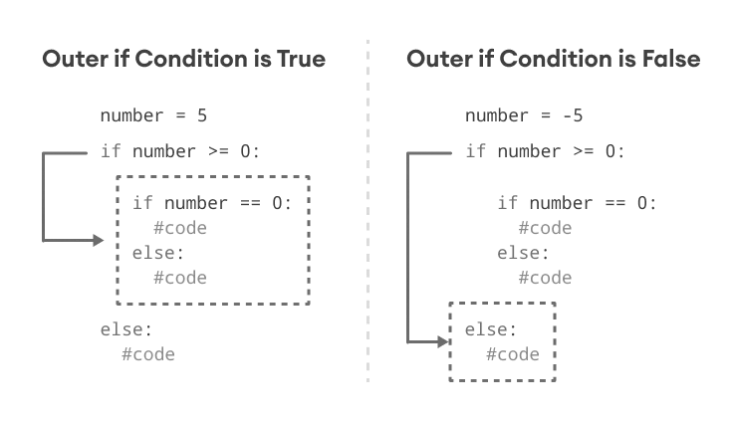 Outer if Condition is True
number = 5
if number >= 0:
if number == 0:
#code
else:
#code
else:
#code
Outer if Condition is False
number = -5
if number >= 0:
if number == 0:
#code
else:
#code
else:
#code